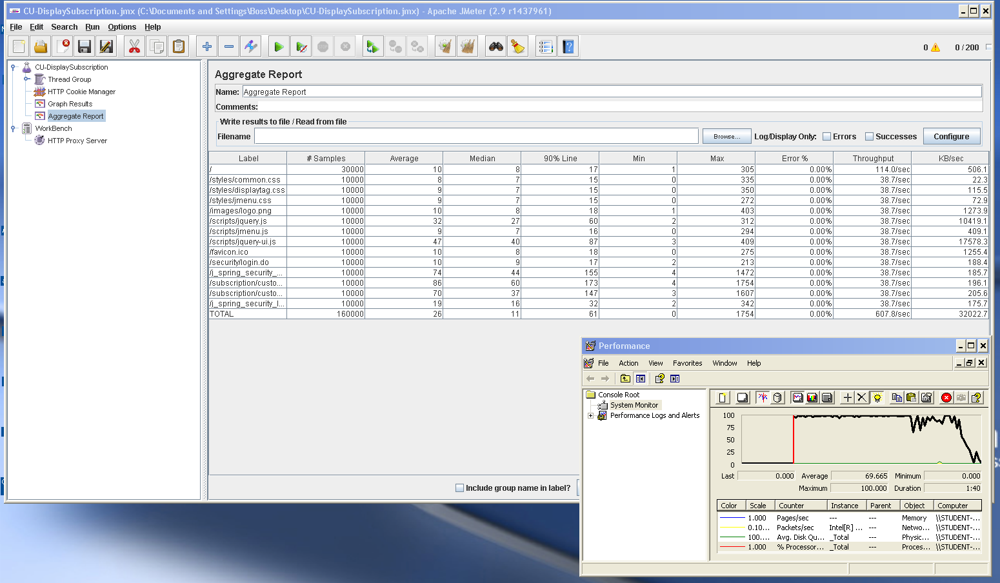 CU-DisplaySubscription.jmx (C:\Documents and Settings\Boss\Desktop\CU-DisplaySubscription.jmx) - Apache JMeter (2.9 r1437961)
File Edit Search Run Options Help
0 0 / 200
CU-DisplaySubscription
Thread Group
HTTP Cookie Manager
Graph Results
Aggregate Report
WorkBench
HTTP Proxy Server
Aggregate Report
Name: Aggregate Report
Comments:
Write results to file / Read from file
Filename Browse... Log/Display Only: Errors Successes Configure
Label # Samples Average Median 90% Line Min Max Error % Throughput KB/sec
/ 30000 10 8 17 1 305 0.00% 114.0/sec 506.1
/styles/common.css 10000 8 7 15 0 335 0.00% 38.7/sec 22.3
/styles/displaytag.css 10000 9 7 15 0 350 0.00% 38.7/sec 115.5
/styles/jmenu.css 10000 9 7 15 0 272 0.00% 38.7/sec 72.9
/images/logo.png 10000 10 8 18 1 403 0.00% 38.7/sec 1273.9
/scripts/jquery.js 10000 32 27 60 2 312 0.00% 38.7/sec 10419.1
/scripts/jmenu.js 10000 9 7 16 0 294 0.00% 38.7/sec 409.1
/scripts/jquery-ui.js 10000 47 40 87 3 409 0.00% 38.7/sec 17578.3
/favicon.ico 10000 10 8 18 0 275 0.00% 38.7/sec 1255.4
/security/login.do 10000 10 9 17 2 213 0.00% 38.7/sec 188.4
/j_spring_security_... 10000 74 44 155 4 1472 0.00% 38.7/sec 185.7
/subscription/custo... 10000 86 60 173 4 1754 0.00% 38.7/sec 196.1
/subscription/custo... 10000 70 37 147 3 1607 0.00% 38.7/sec 205.6
/j_spring_security_l... 10000 19 16 32 2 342 0.00% 38.7/sec 175.7
TOTAL 160000 26 11 61 0 1754 0.00% 607.8/sec 32022.7
Include group name in label?
Performance
File Action View Favorites Window Help
Console Root
System Monitor
Performance Logs and Alerts
100
75
50
25
0
Last 0.000 Average 69.665 Minimum 0.000
Maximum 100.000 Duration 1:40
Color Scale Counter Instance Parent Object Computer
1.000 Pages/sec --- --- Memory \\STUDENT-...
0.10... Packets/sec Intel[R] ... --- Netwo... \\STUDENT-...
100.... Avg. Disk Qu... _Total --- Physic... \\STUDENT-...
1.000 % Processor... _Total --- Proces... \\STUDENT-...